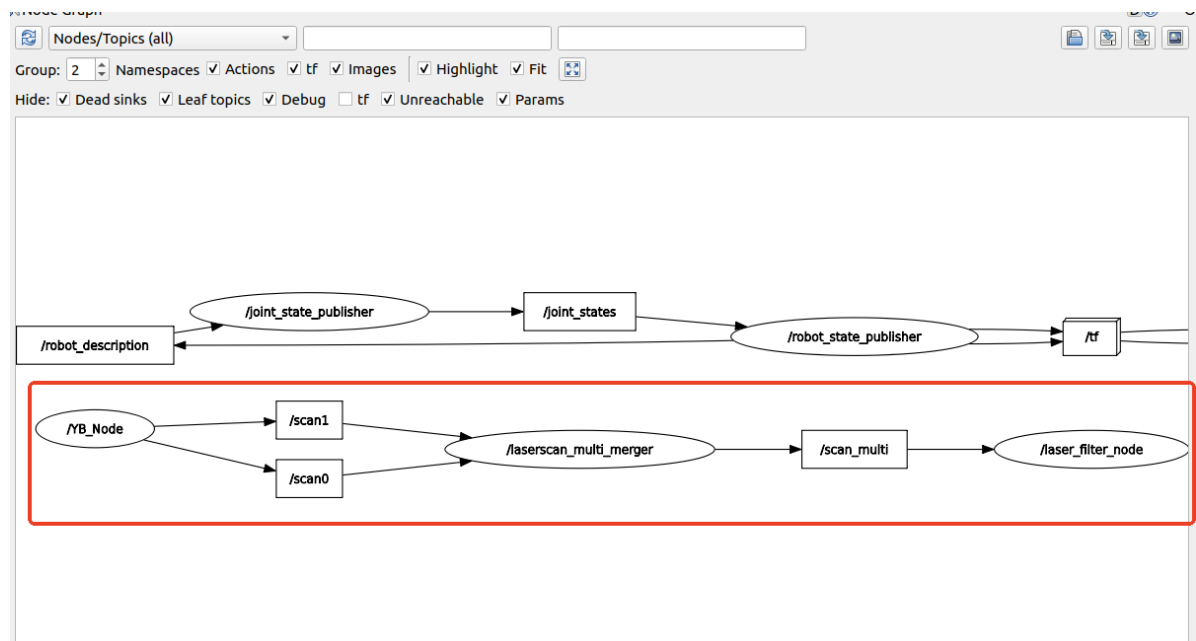 Node Graph
Nodes/Topics (all)
Group: 2 Namespaces Actions tf Images Highlight Fit
Hide: Dead sinks Leaf topics Debug tf Unreachable Params
/joint_state_publisher
/joint_states
/robot_description
/robot_state_publisher
/tf
/YB_Node
/scan1
/scan0
/laserscan_multi_merger
/scan_multi
/laser_filter_node